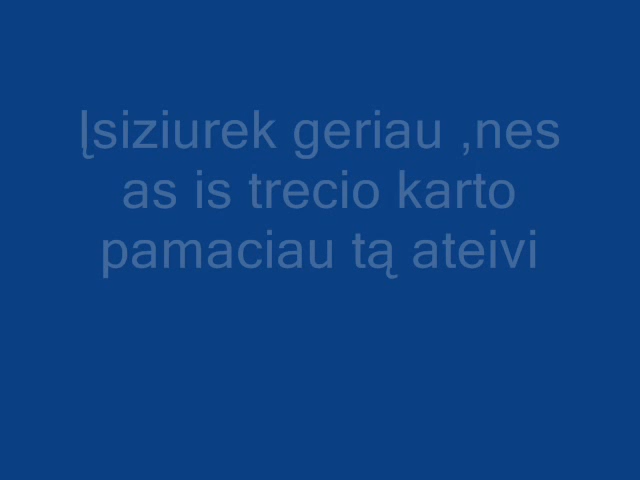 Įsiziurek geriau ,nes
as is trecio karto
pamaciau tą ateivi